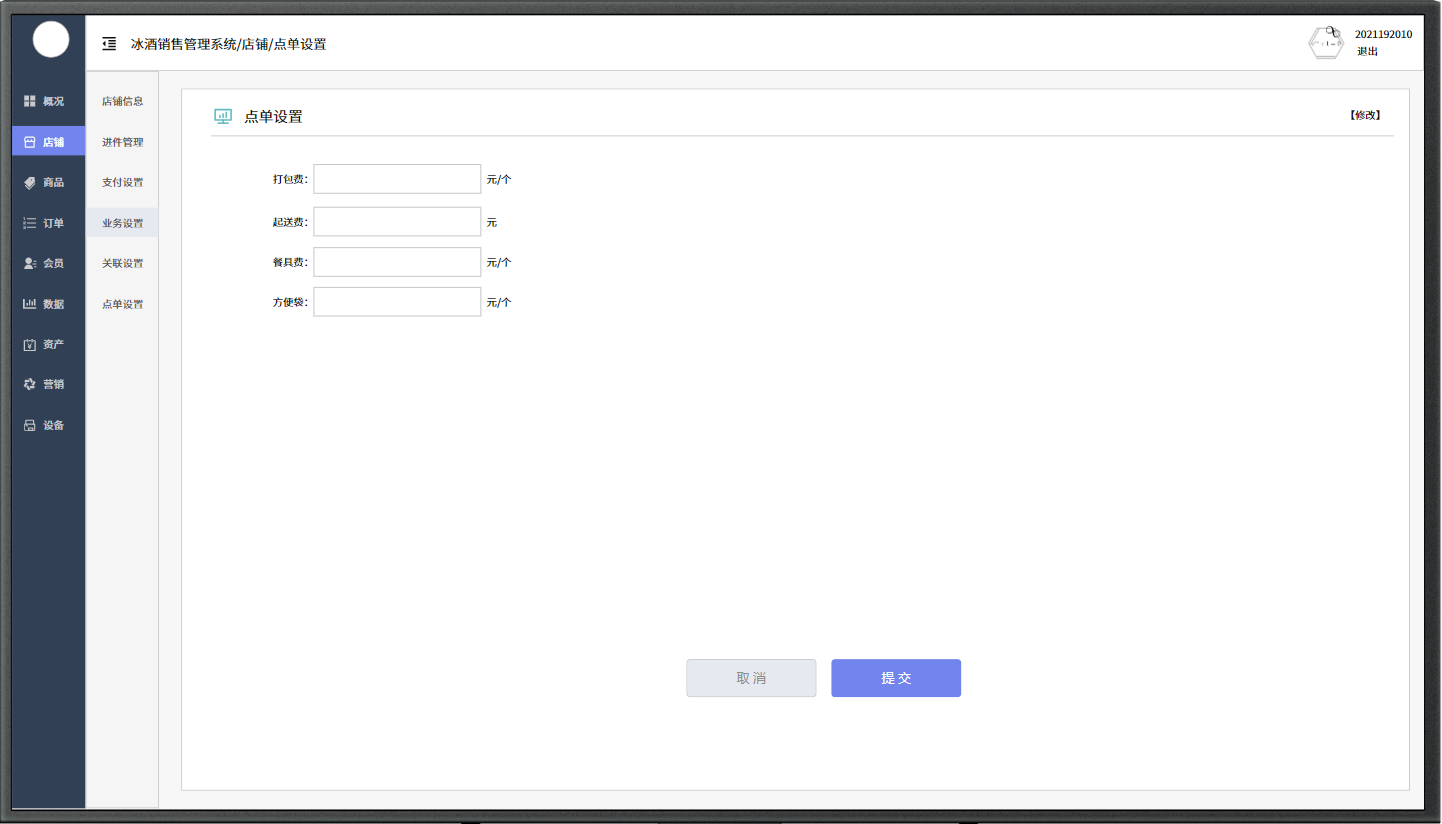 冰酒销售管理系统/店铺/点单设置
2021192010
退出
概况
店铺
商品
订单
会员
数据
资产
营销
设备
店铺信息
进件管理
支付设置
业务设置
关联设置
点单设置
点单设置
【修改】
打包费: 元/个
起送费: 元
餐具费: 元/个
方便袋: 元/个
取消 提交